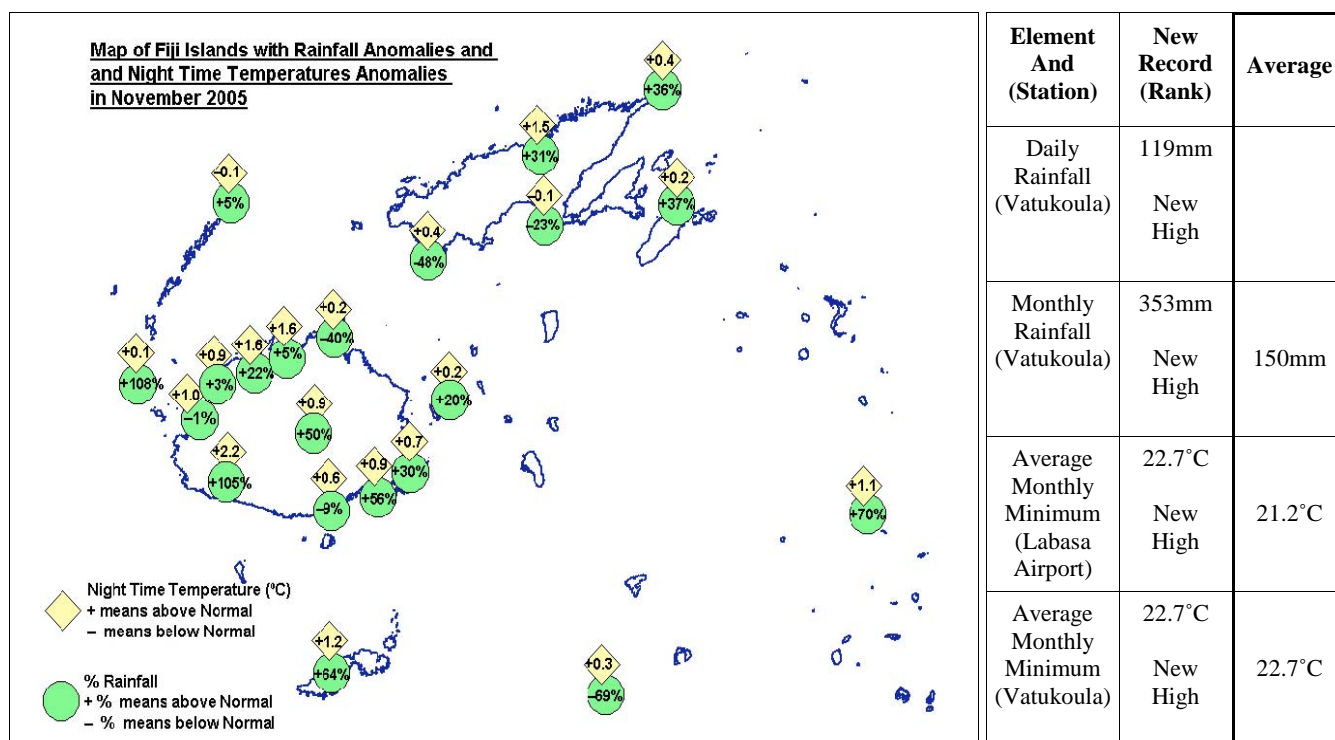 Map of Fiji Islands with Rainfall Anomalies and
and Night Time Temperatures Anomalies
in November 2005
+0.4
+36%
+1.5
+31%
–0.1
+5%
+0.2
+37%
–0.1
–23%
+0.4
-48%
+0.2
–40%
+1.6
+5%
+1.6
+22%
+0.9
+3%
+0.1
+108%
+1.0
–1%
+0.2
+20%
+0.9
+50%
+0.7
+30%
+2.2
+105%
+0.9
+56%
+0.6
–9%
+1.1
+70%
+1.2
+64%
+0.3
–69%
Night Time Temperature (ºC)
+ means above Normal
– means below Normal
% Rainfall
+ % means above Normal
– % means below Normal
Element
And
(Station)
New
Record
(Rank)
Average
Daily
Rainfall
(Vatukoula)
119mm
New
High
Monthly
Rainfall
(Vatukoula)
353mm
New
High
150mm
Average
Monthly
Minimum
(Labasa
Airport)
22.7˚C
New
High
21.2˚C
Average
Monthly
Minimum
(Vatukoula)
22.7˚C
New
High
22.7˚C